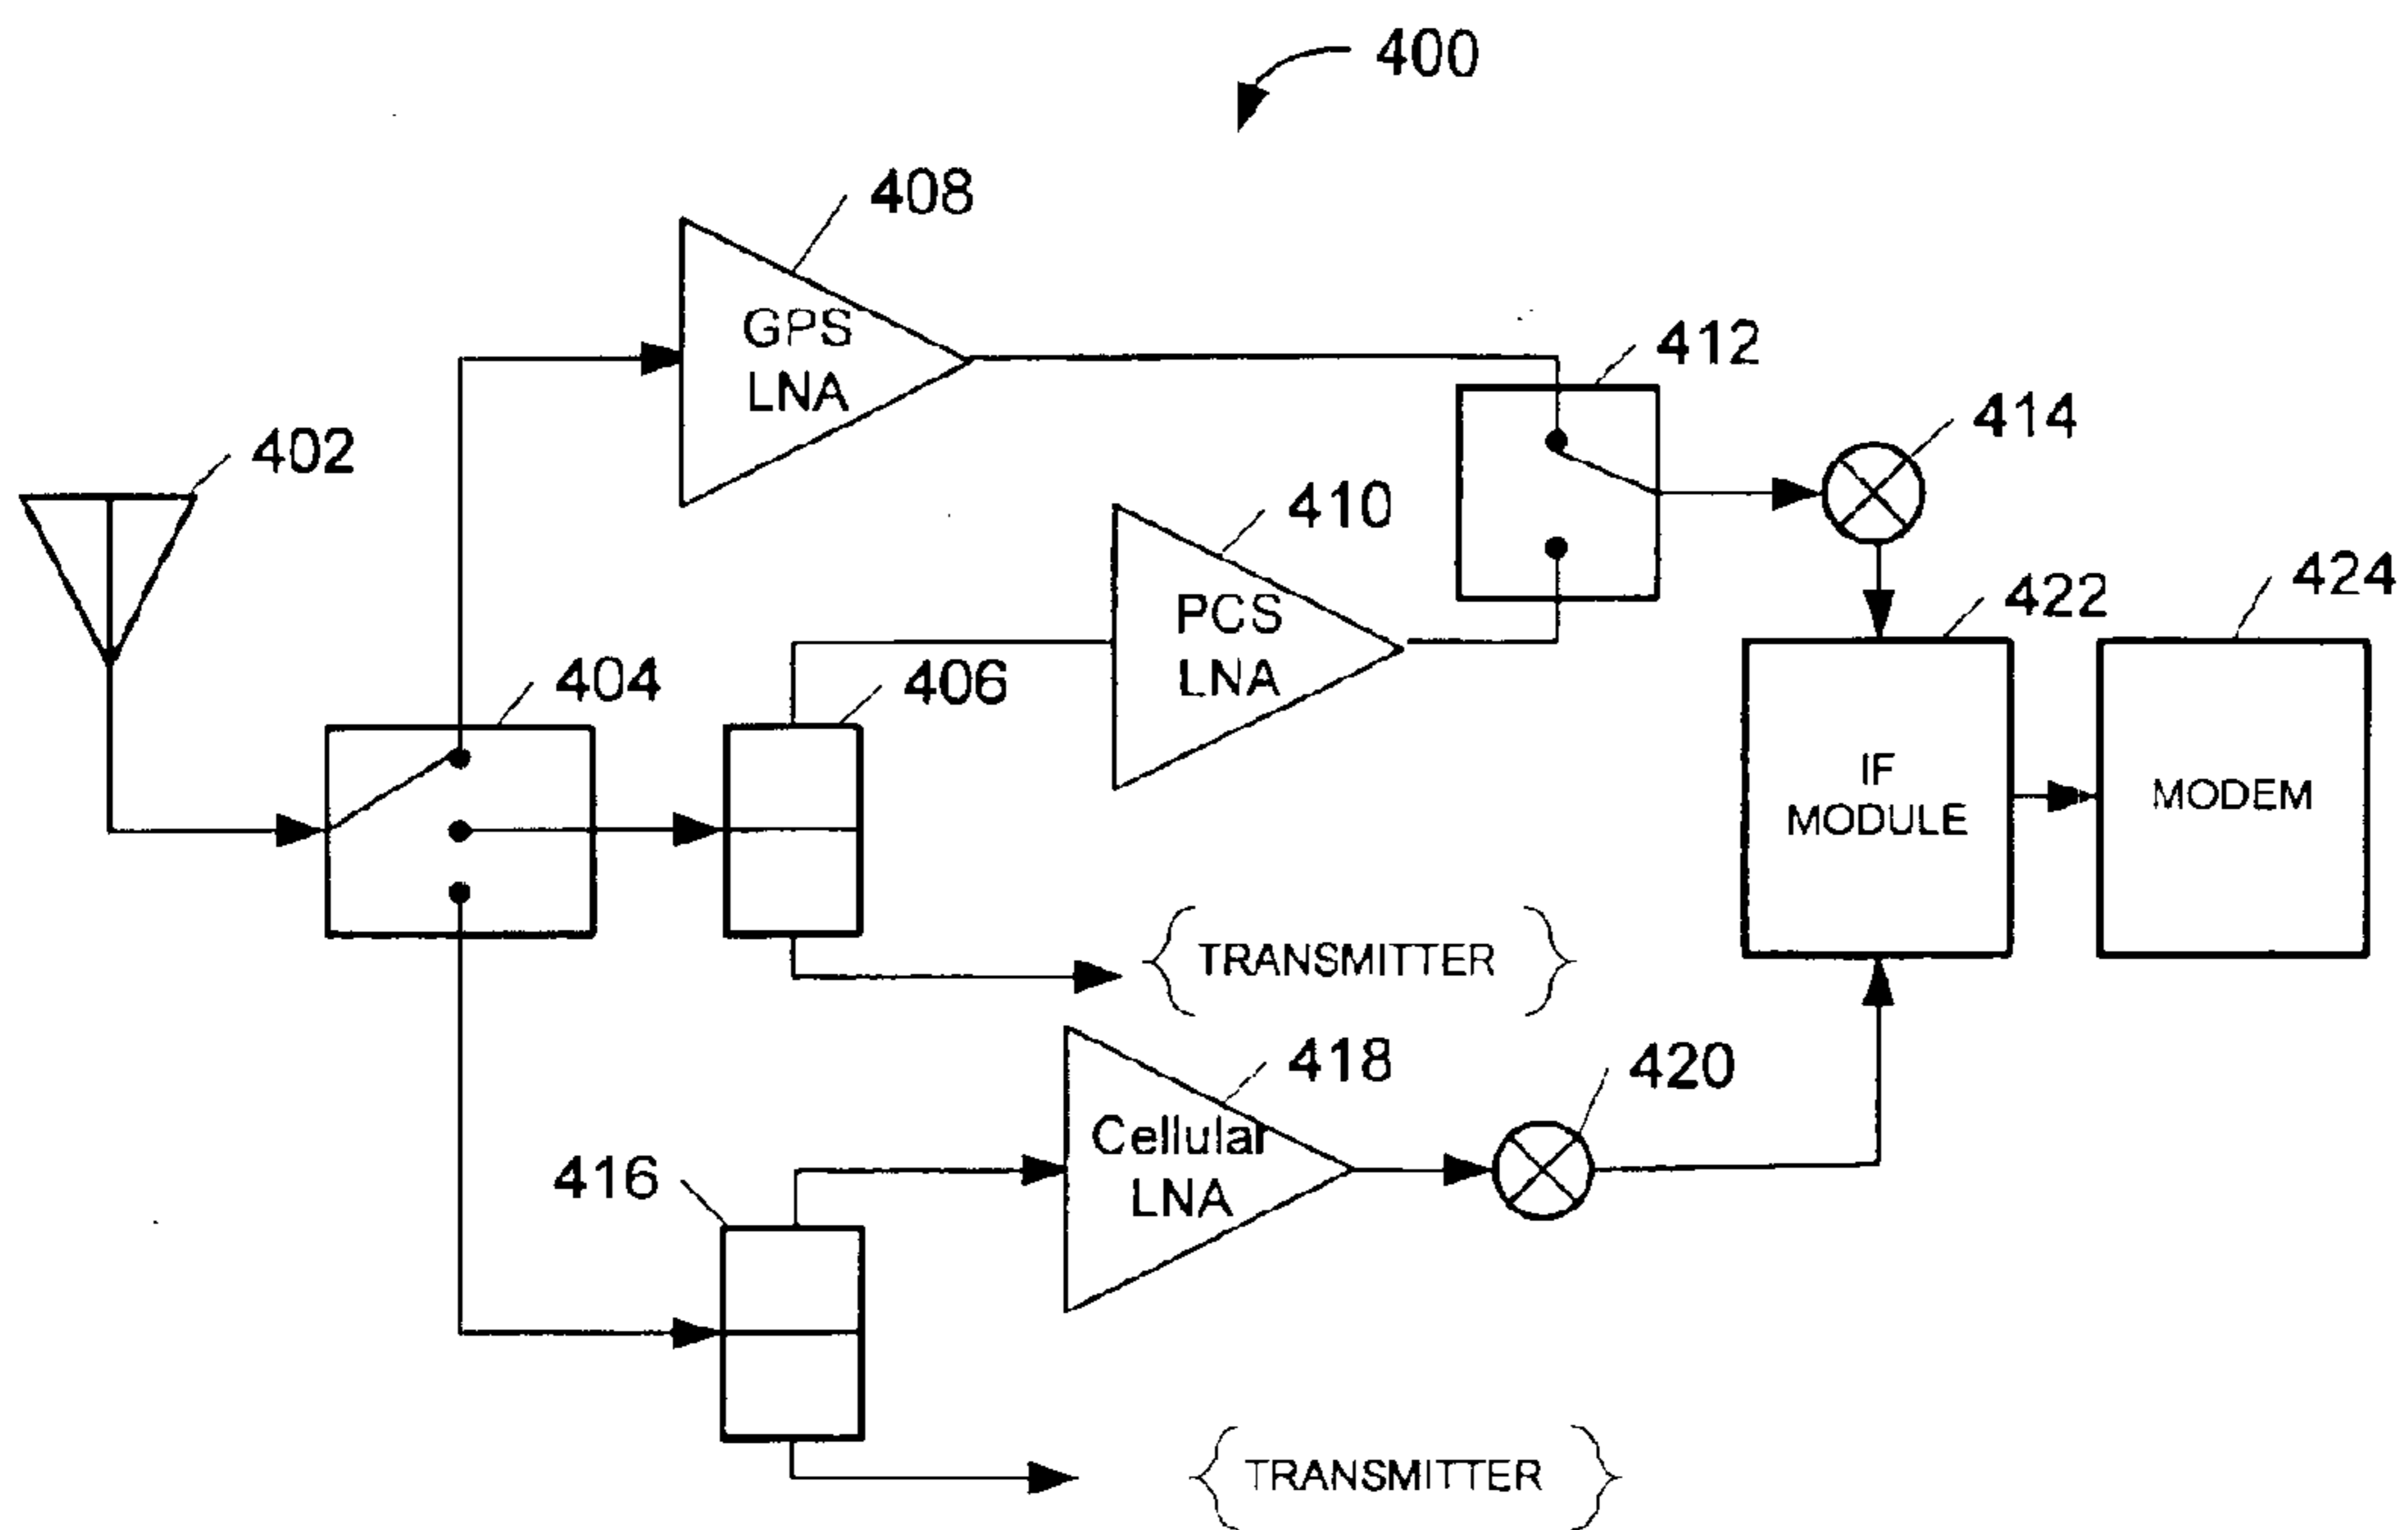 400
408
GPS
LNA
412
414
402
410
PCS
LNA
422
424
404
406
IF
MODULE
MODEM
{TRANSMITTER}
418
420
Cellular
LNA
416
{TRANSMITTER}